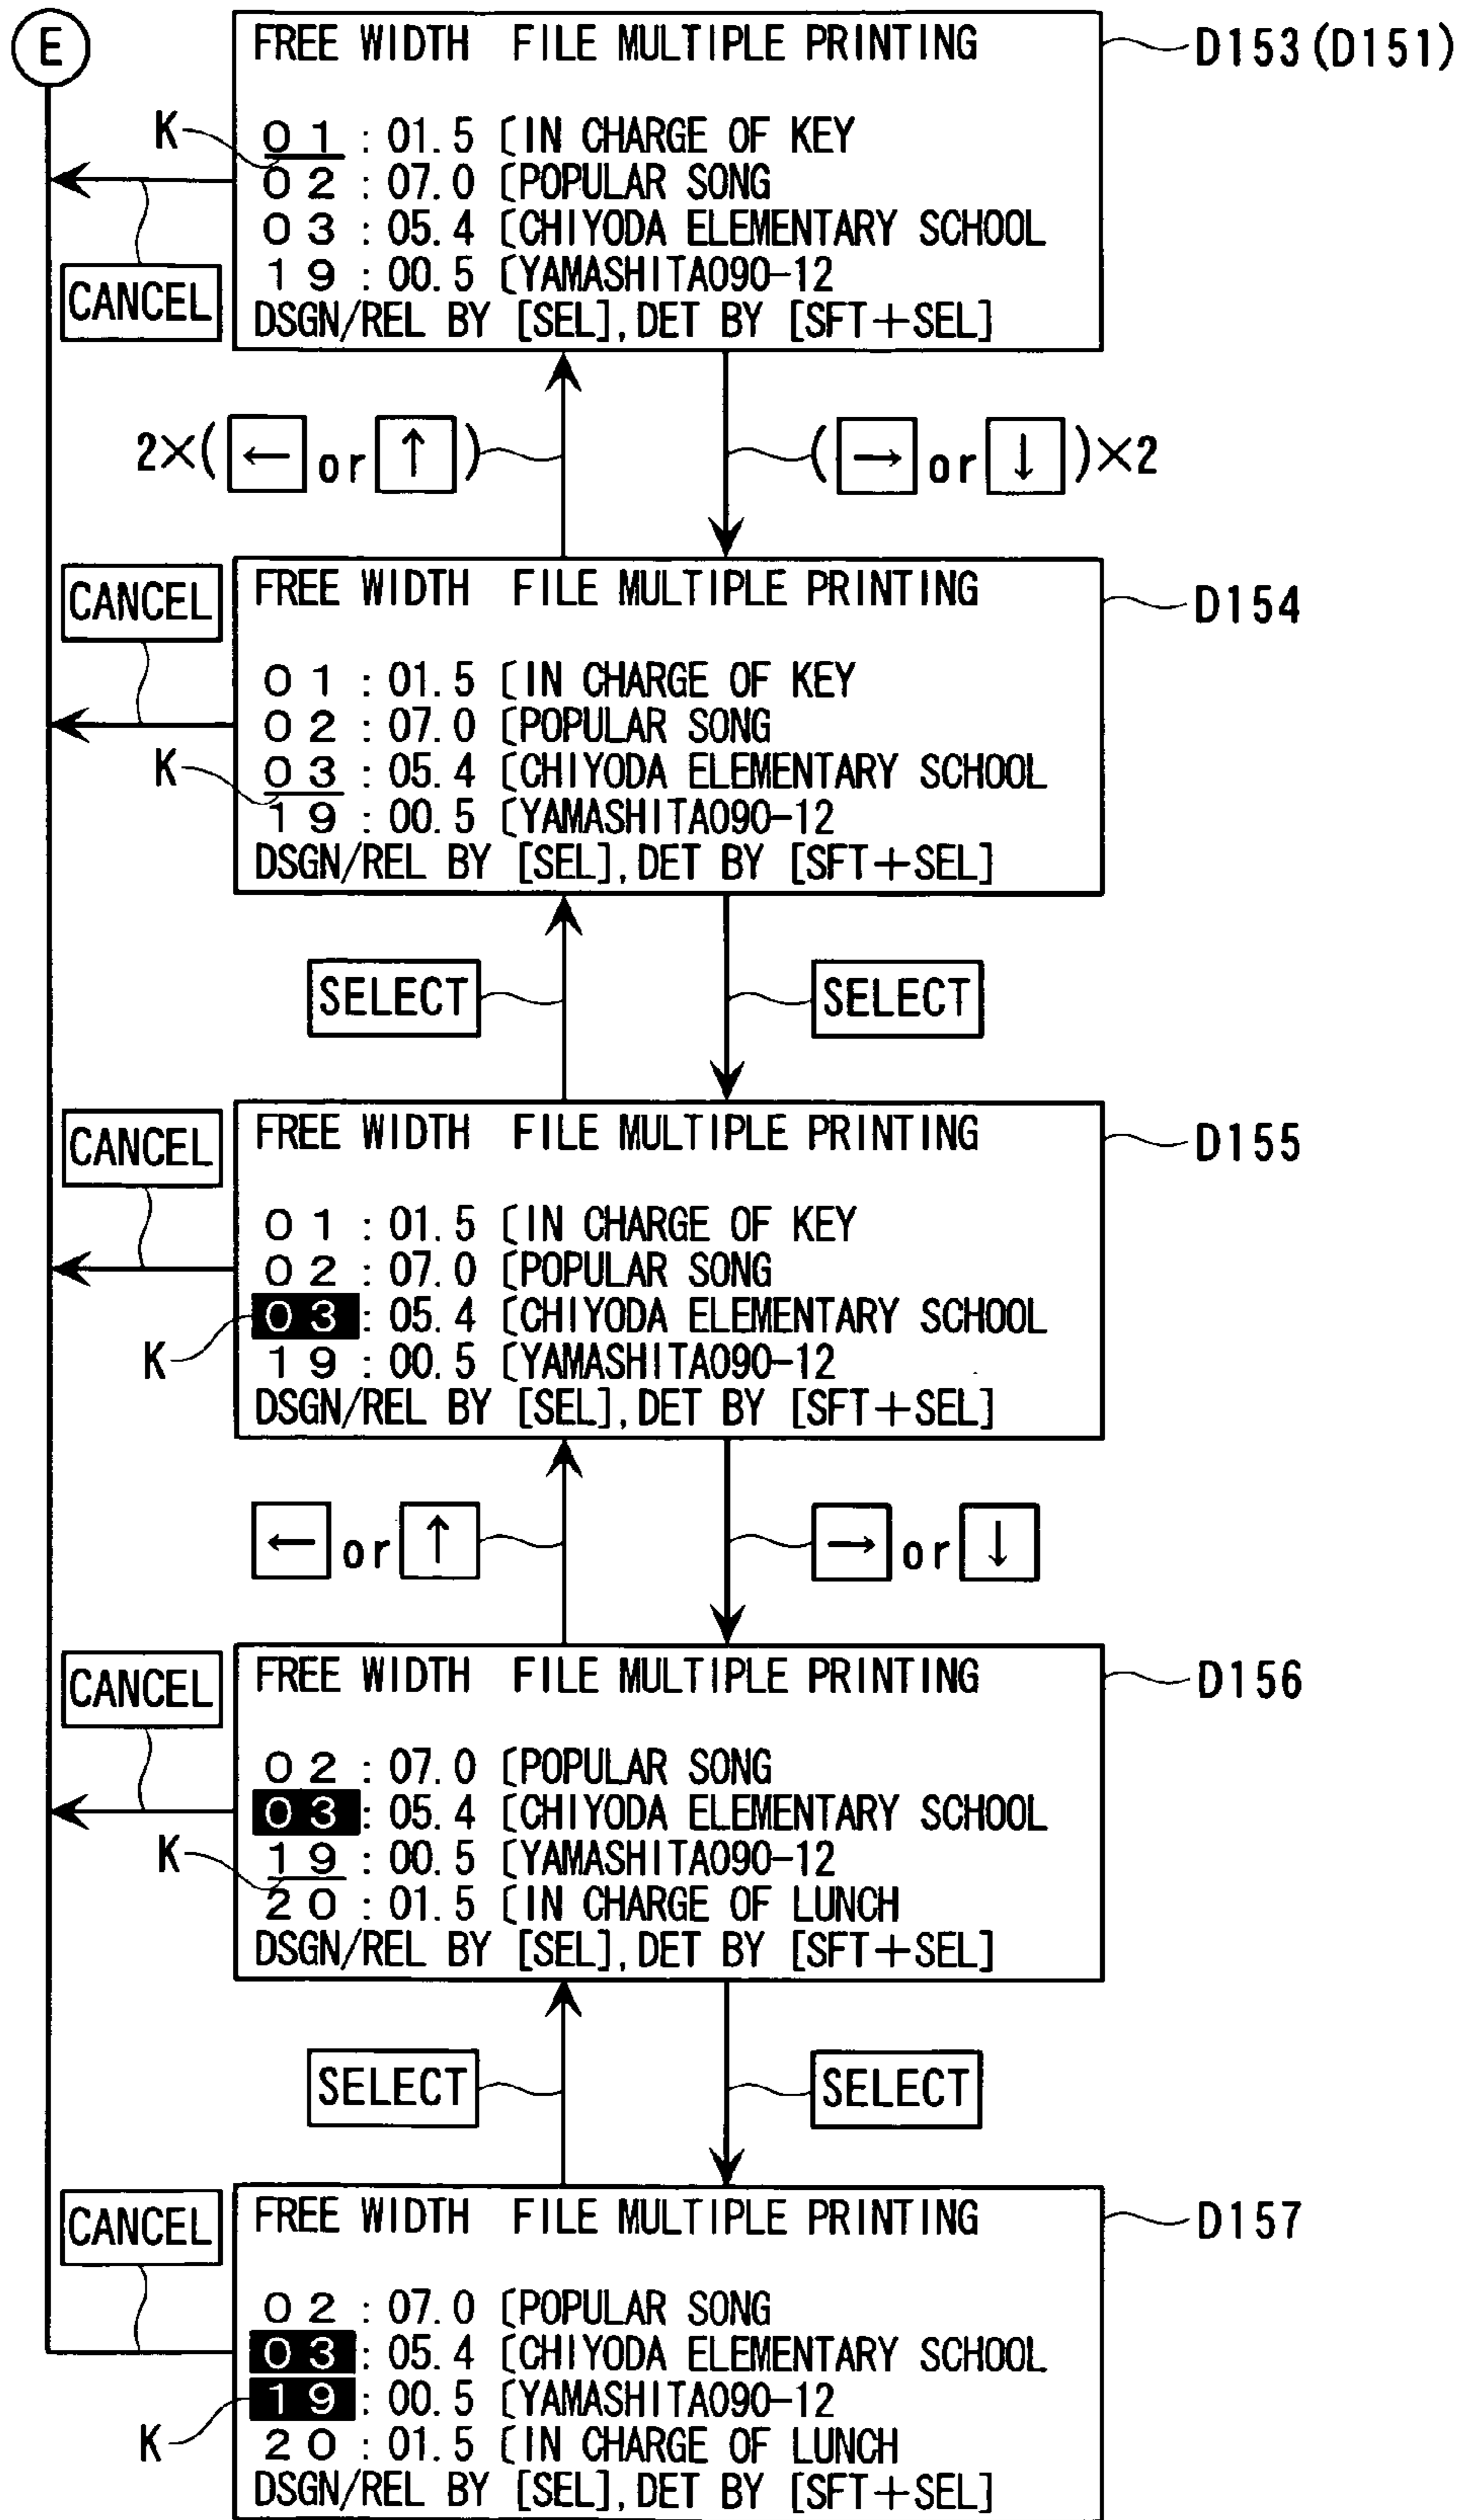 E
FREE WIDTH FILE MULTIPLE PRINTING
D153(D151)
K
01:01.5 [IN CHARGE OF KEY
02:07.0 [POPULAR SONG
03:05.4 [CHIYODA ELEMENTARY SCHOOL
19:00.5 [YAMASHITA090-12
CANCEL
DSGN/REL BY [SEL], DET BY [SFT+SEL]
2×(← or ↑)
(→ or ↓)×2
CANCEL
FREE WIDTH FILE MULTIPLE PRINTING
D154
01:01.5 [IN CHARGE OF KEY
02:07.0 [POPULAR SONG
K
03:05.4 [CHIYODA ELEMENTARY SCHOOL
19:00.5 [YAMASHITA090-12
DSGN/REL BY [SEL], DET BY [SFT+SEL]
SELECT
SELECT
CANCEL
FREE WIDTH FILE MULTIPLE PRINTING
D155
01:01.5 [IN CHARGE OF KEY
02:07.0 [POPULAR SONG
03:05.4 [CHIYODA ELEMENTARY SCHOOL
K
19:00.5 [YAMASHITA090-12
DSGN/REL BY [SEL], DET BY [SFT+SEL]
← or ↑
→ or ↓
CANCEL
FREE WIDTH FILE MULTIPLE PRINTING
D156
02:07.0 [POPULAR SONG
03:05.4 [CHIYODA ELEMENTARY SCHOOL
K
19:00.5 [YAMASHITA090-12
20:01.5 [IN CHARGE OF LUNCH
DSGN/REL BY [SEL], DET BY [SFT+SEL]
SELECT
SELECT
CANCEL
FREE WIDTH FILE MULTIPLE PRINTING
D157
02:07.0 [POPULAR SONG
03:05.4 [CHIYODA ELEMENTARY SCHOOL
19:00.5 [YAMASHITA090-12
K
20:01.5 [IN CHARGE OF LUNCH
DSGN/REL BY [SEL], DET BY [SFT+SEL]